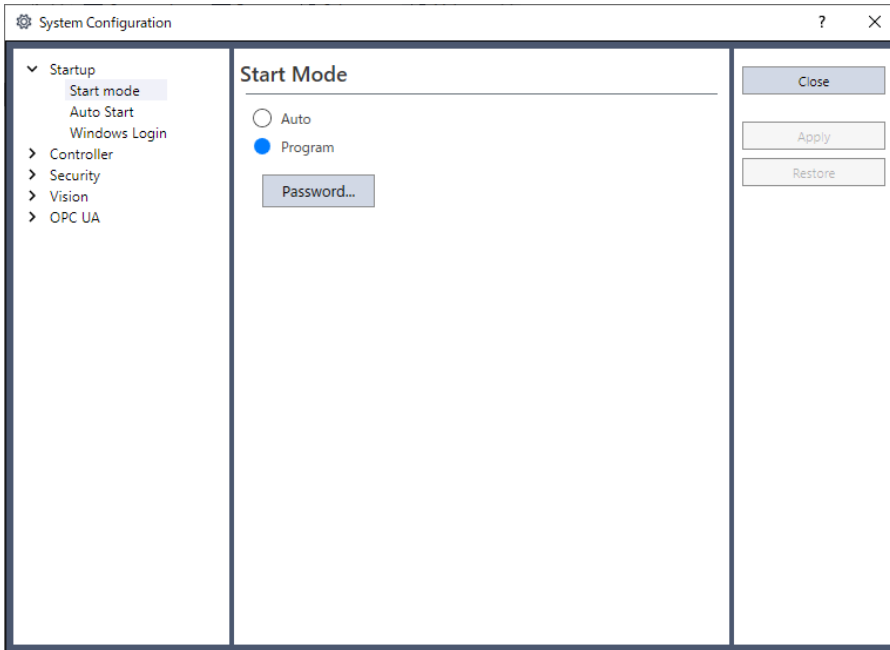 System Configuration
?
Startup
Start mode
Auto Start
Windows Login
Controller
Security
Vision
OPC UA
Start Mode
Auto
Program
Password...
Close
Apply
Restore